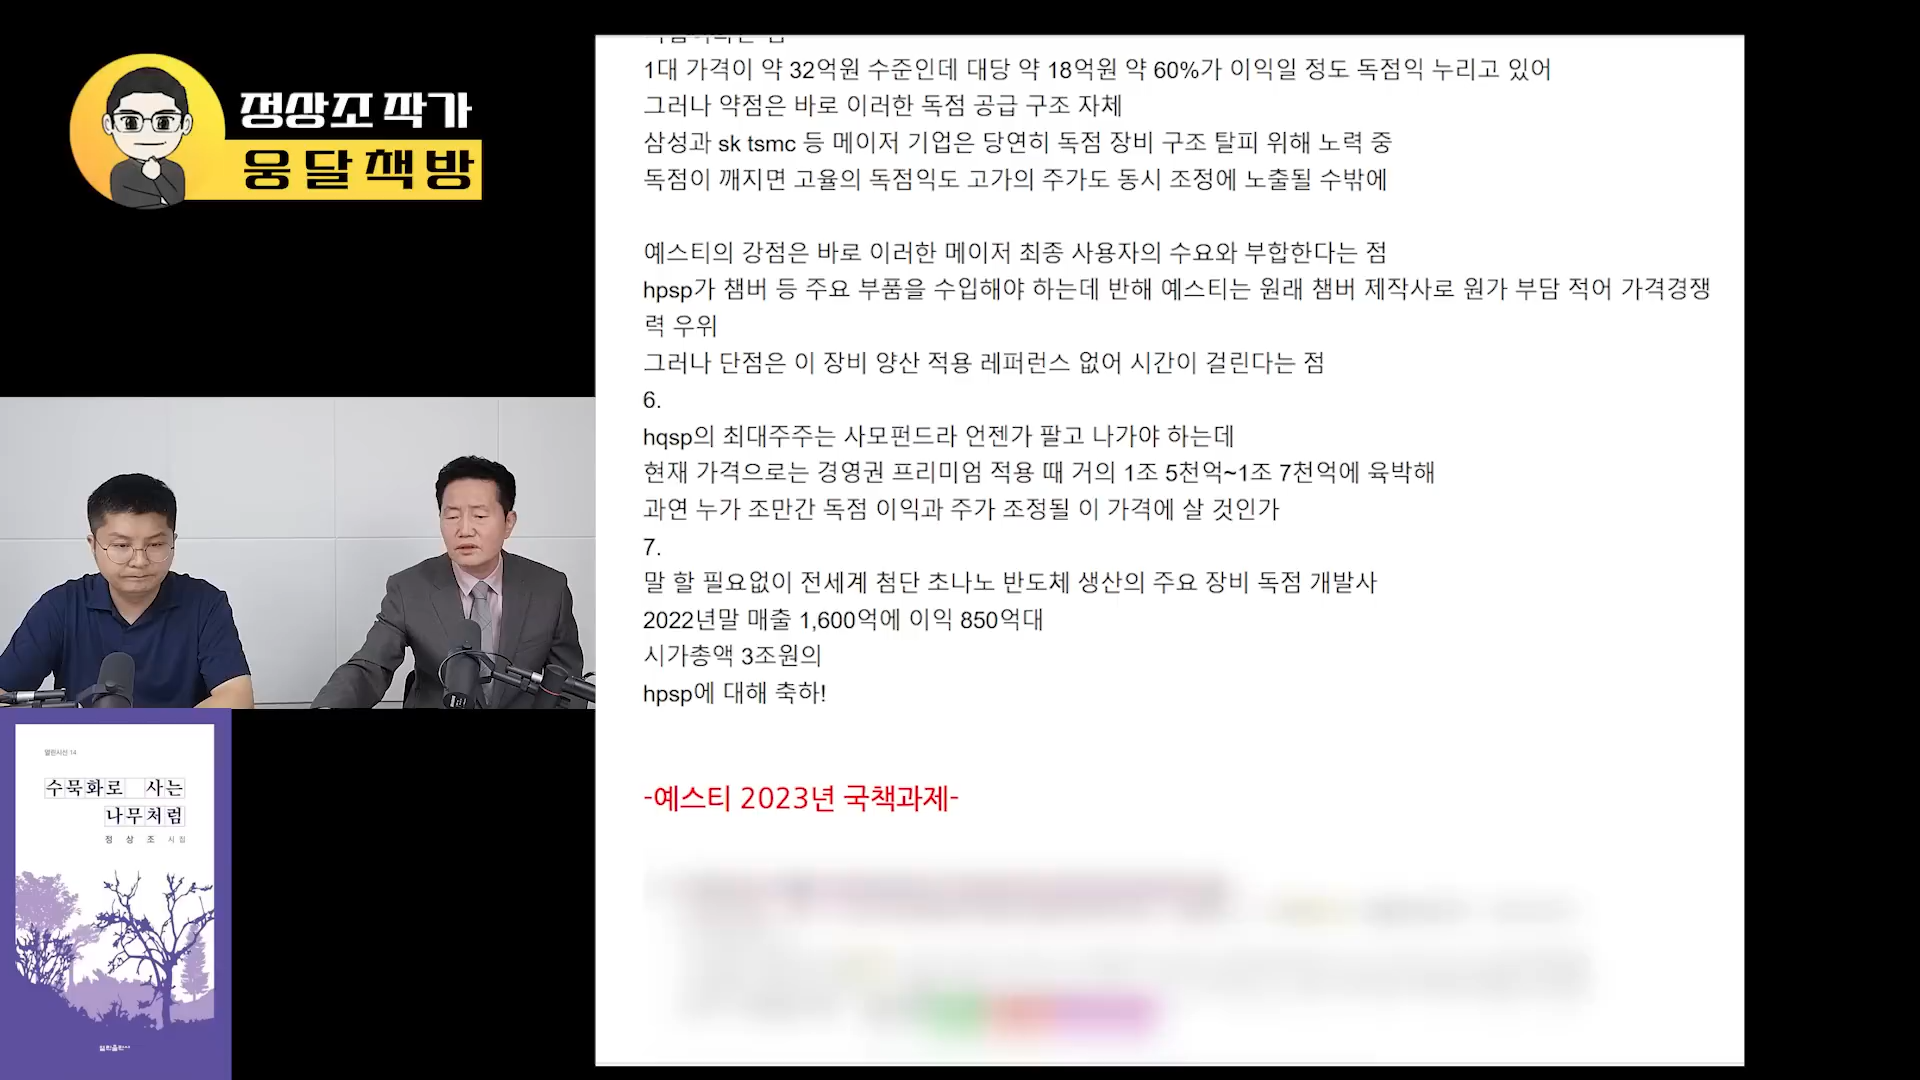 정상조 작가
웅달책방
1대 가격이 약 32억원 수준인데 대당 약 18억원 약 60%가 이익일 정도 독점익 누리고 있어
그러나 약점은 바로 이러한 독점 공급 구조 자체
삼성과 sk tsmc 등 메이저 기업은 당연히 독점 장비 구조 탈피 위해 노력 중
독점이 깨지면 고율의 독점익도 고가의 주가도 동시 조정에 노출될 수밖에
예스티의 강점은 바로 이러한 메이저 최종 사용자의 수요와 부합한다는 점
hpsp가 챔버 등 주요 부품을 수입해야 하는데 반해 예스티는 원래 챔버 제작사로 원가 부담 적어 가격경쟁
력 우위
그러나 단점은 이 장비 양산 적용 레퍼런스 없어 시간이 걸린다는 점
6.
hqsp의 최대주주는 사모펀드라 언젠가 팔고 나가야 하는데
현재 가격으로는 경영권 프리미엄 적용 때 거의 1조 5천억~1조 7천억에 육박해
과연 누가 조만간 독점 이익과 주가 조정될 이 가격에 살 것인가
7.
말 할 필요없이 전세계 첨단 초나노 반도체 생산의 주요 장비 독점 개발사
2022년말 매출 1,600억에 이익 850억대
시가총액 3조원의
hpsp에 대해 축하!
-예스티 2023년 국책과제-
열린시선 14
수묵화로 사는
나무처럼
정 상 조 시 집